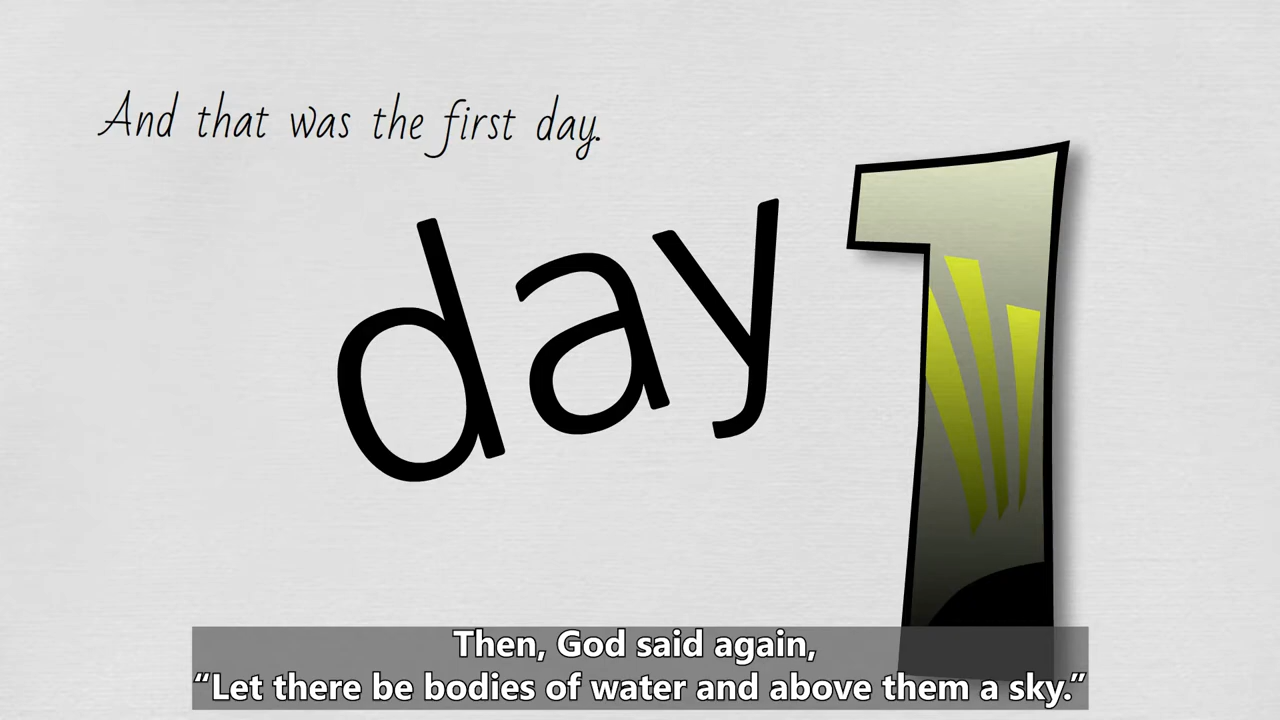 And that was the first day.
day 1
Then, God said again,
“Let there be bodies of water and above them a sky.”